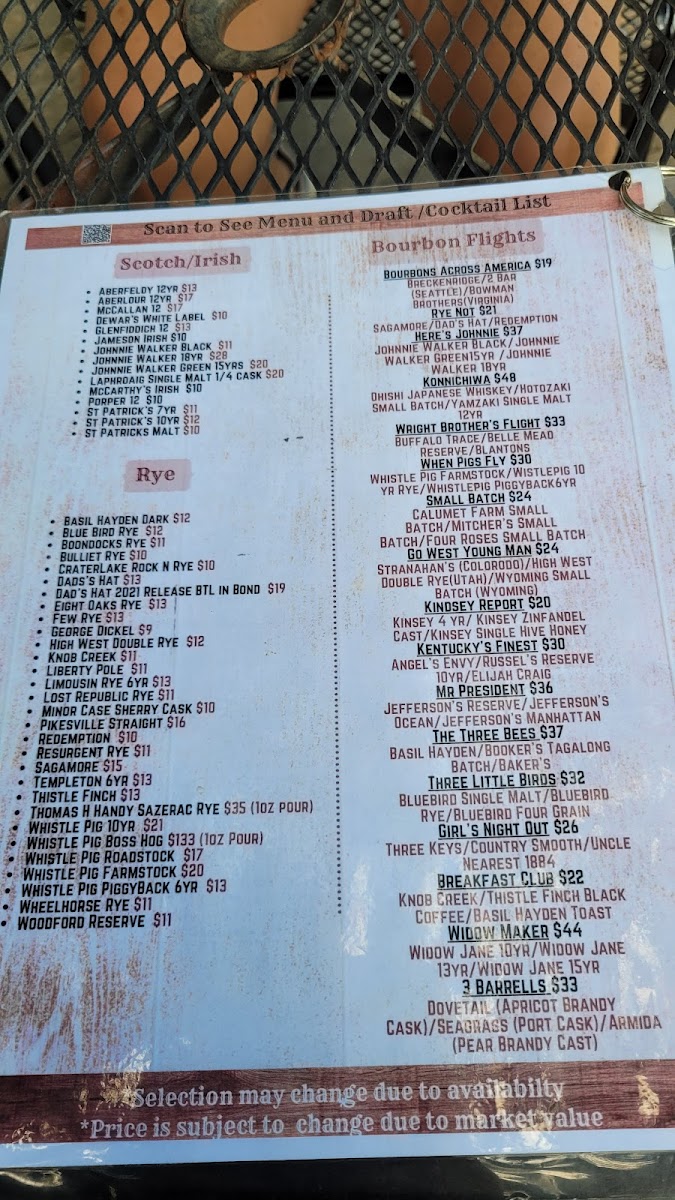 Scan to See Menu and Draft /Cocktail List
Scotch/Irish
• Aberfeldy 12yr $13
• Aberlour 12yr $17
• McCallan 12 $17
• Dewar's White Label $10
• Glenfiddich 12 $13
• Jameson Irish $10
• Johnnie Walker Black $11
• Johnnie Walker 18yr $28
• Johnnie Walker Green 15yrs $20
• Laphroaig Single Malt 1/4 cask $20
• McCarthy's Irish $10
• Porper 12 $10
• St Patrick's 7yr $11
• St Patrick's 10yr $12
• St Patricks Malt $10
Rye
• Basil Hayden Dark $12
• Blue Bird Rye $12
• Boondocks Rye $11
• Bulliet Rye $10
• CraterLake Rock N Rye $10
• Dads's Hat $13
• Dad's Hat 2021 Release BTL in Bond $19
• Eight Oaks Rye $13
• Few Rye $13
• George Dickel $9
• High West Double Rye $12
• Knob Creek $11
• Liberty Pole $11
• Limousin Rye 6yr $13
• Lost Republic Rye $11
• Minor Case Sherry Cask $10
• Pikesville Straight $16
• Redemption $10
• Resurgent Rye $11
• Sagamore $15
• Templeton 6yr $13
• Thistle Finch $13
• Thomas H Handy Sazerac Rye $35 (1oz pour)
• Whistle Pig 10yr $21
• Whistle Pig Boss Hog $133 (1oz Pour)
• Whistle Pig Roadstock $17
• Whistle Pig Farmstock $20
• Whistle Pig PiggyBack 6yr $13
• Wheelhorse Rye $11
• Woodford Reserve $11
Bourbon Flights
Bourbons Across America $19
Breckenridge/2 Bar
(Seattle)/Bowman
Brothers(Virginia)
Rye Not $21
Sagamore/Dad's Hat/Redemption
Here's Johnnie $37
Johnnie Walker Black/Johnnie
Walker Green15yr /Johnnie
Walker 18yr
Konnichiwa $48
Ohishi Japanese Whiskey/Hotozaki
Small Batch/Yamzaki Single Malt
12yr
Wright Brother's Flight $33
Buffalo Trace/Belle Mead
Reserve/Blantons
When Pigs Fly $30
Whistle Pig Farmstock/Wistlepig 10
yr Rye/Whistlepig Piggyback6yr
Small Batch $24
Calumet Farm Small
Batch/Mitcher's Small
Batch/Four Roses Small Batch
Go West Young Man $24
Stranahan's (Colorodo)/High West
Double Rye(Utah)/Wyoming Small
Batch (Wyoming)
Kindsey Report $20
Kinsey 4 yr/ Kinsey Zinfandel
Cast/Kinsey Single Hive Honey
Kentucky's Finest $30
Angel's Envy/Russel's Reserve
10yr/Elijah Craig
Mr President $36
Jefferson's Reserve/Jefferson's
Ocean/Jefferson's Manhattan
The Three Bees $37
Basil Hayden/Booker's Tagalong
Batch/Baker's
Three Little Birds $32
Bluebird Single Malt/Bluebird
Rye/Bluebird Four Grain
Girl's Night Out $26
Three Keys/Country Smooth/Uncle
Nearest 1884
Breakfast Club $22
Knob Creek/Thistle Finch Black
Coffee/Basil Hayden Toast
Widow Maker $44
Widow Jane 10yr/Widow Jane
13yr/Widow Jane 15yr
3 Barrells $33
Dovetail (Apricot Brandy
Cask)/Seagrass (Port Cask)/Armida
(Pear Brandy Cast)
*Selection may change due to availabilty
*Price is subject to change due to market value